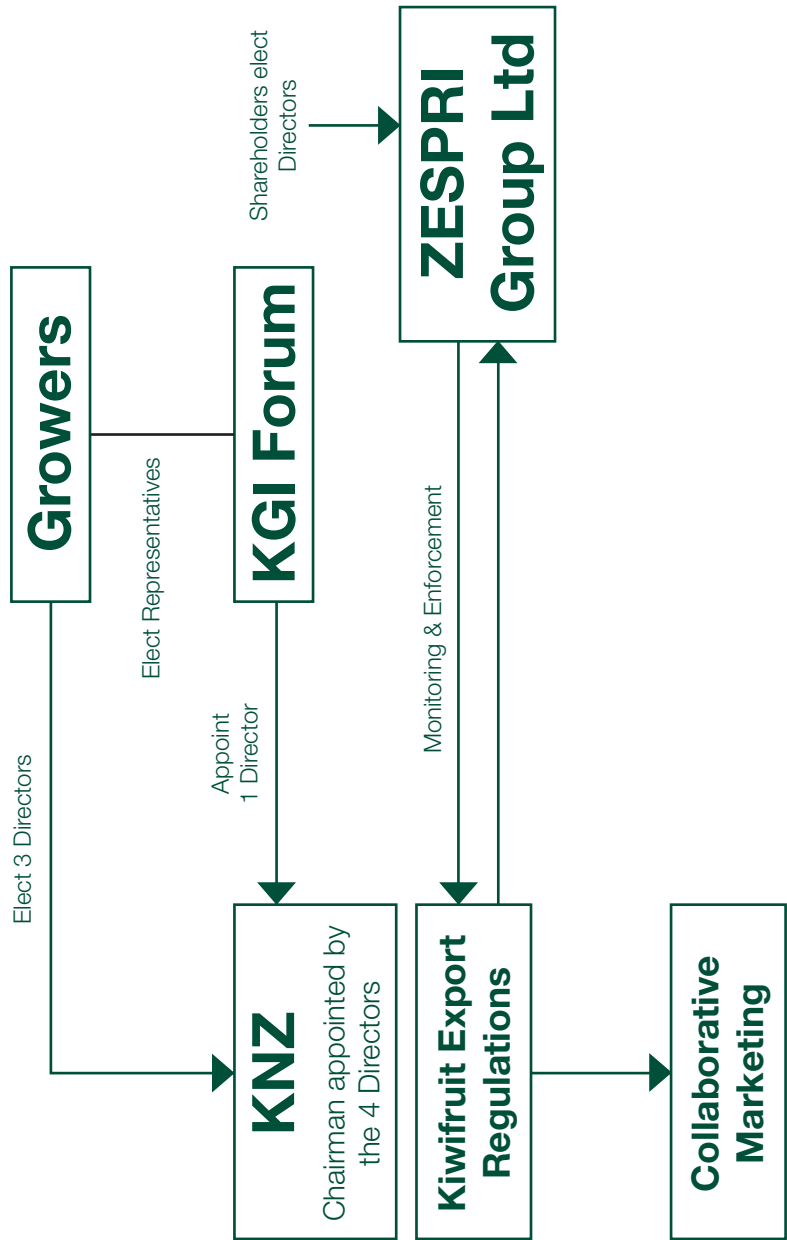 Growers
Elect 3 Directors
Elect Representatives
KGI Forum
Appoint
1 Director
KNZ
Chairman appointed by
the 4 Directors
Shareholders elect
Directors
ZESPRI
Group Ltd
Monitoring & Enforcement
Kiwifruit Export
Regulations
Collaborative
Marketing